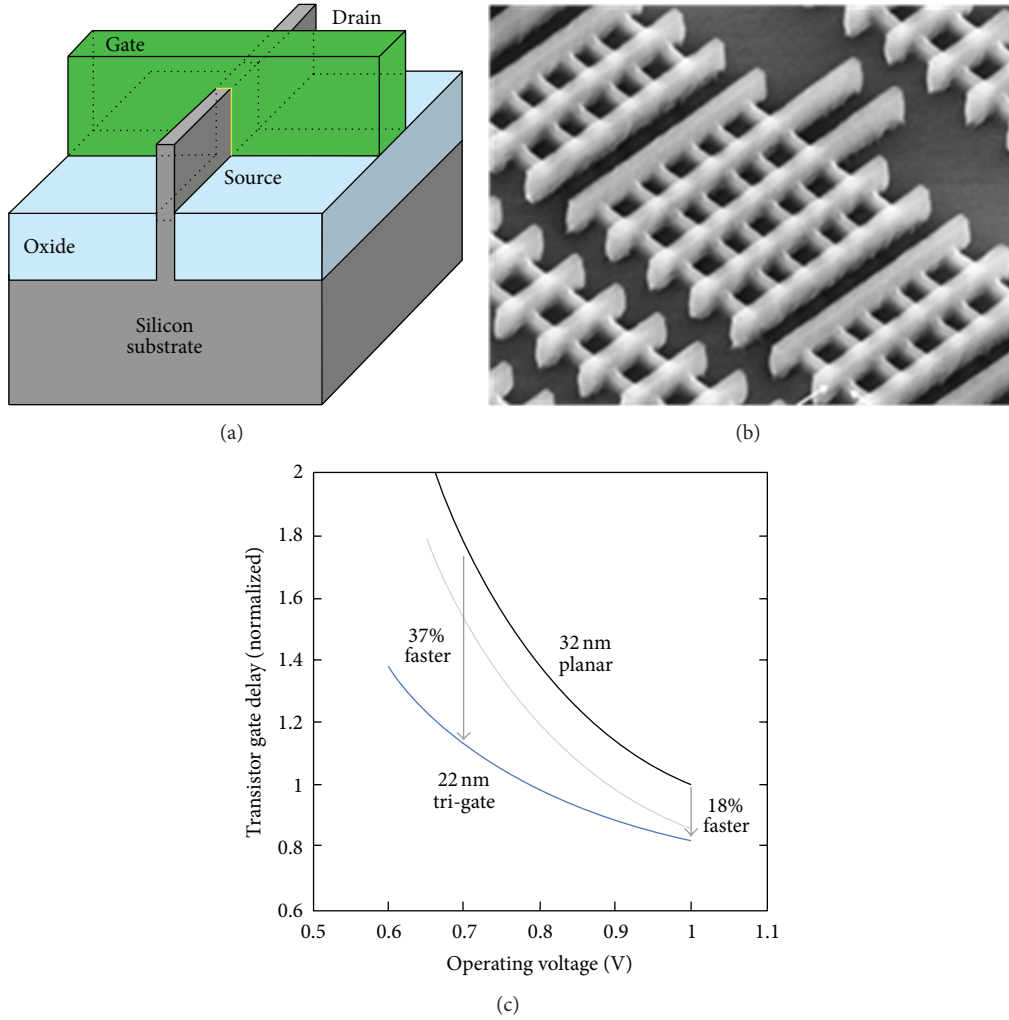 Drain
Gate
Source
Oxide
Silicon
substrate
(a)
(b)
2
1.8
1.6
1.4
1.2
1
0.8
0.6
0.5
0.6
0.7
0.8
0.9
1
1.1
Transistor gate delay (normalized)
Operating voltage (V)
37%
faster
32 nm
planar
22 nm
tri-gate
18%
faster
(c)